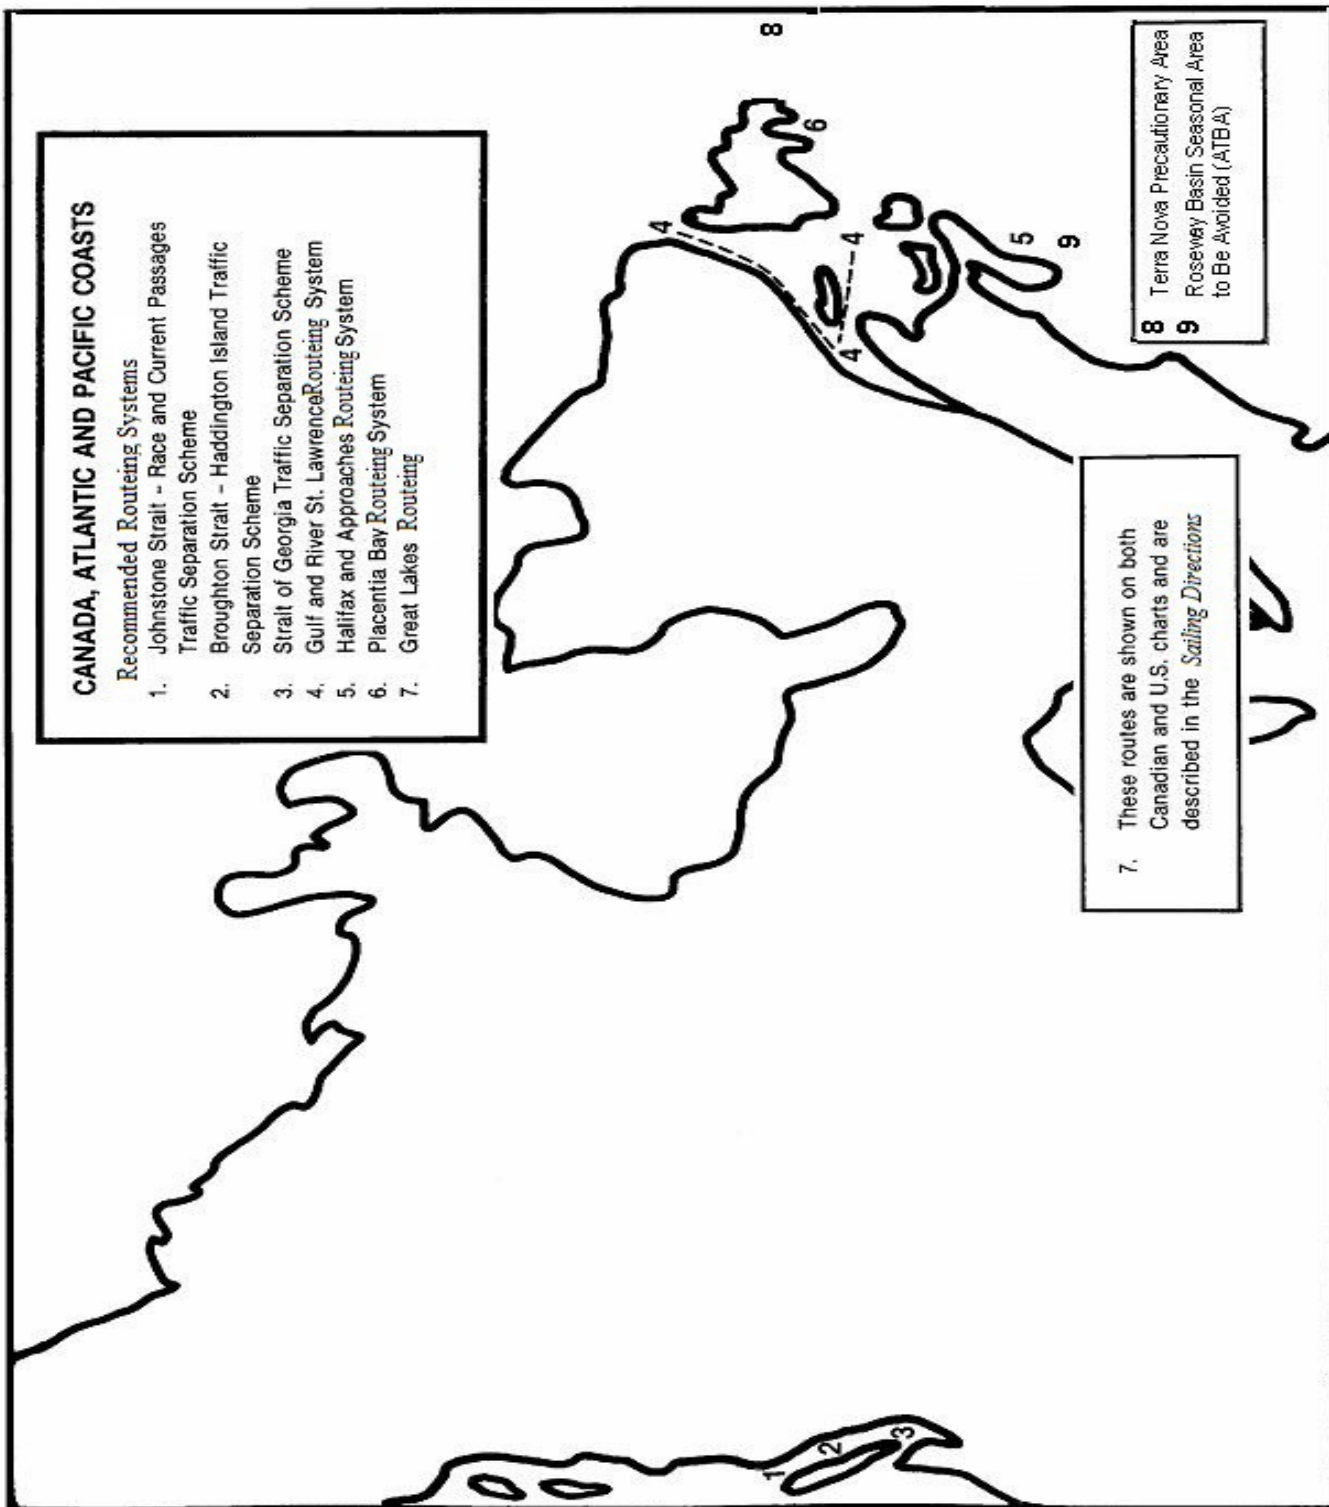 CANADA, ATLANTIC AND PACIFIC COASTS
Recommended Routeing Systems
1. Johnstone Strait - Race and Current Passages
Traffic Separation Scheme
2. Broughton Strait - Haddington Island Traffic
Separation Scheme
3. Strait of Georgia Traffic Separation Scheme
4. Gulf and River St. Lawrence Routeing System
5. Halifax and Approaches Routeing System
6. Placentia Bay Routeing System
7. Great Lakes Routeing
1
2
3
4
4
4
5
6
8
9
7. These routes are shown on both
Canadian and U.S. charts and are
described in the Sailing Directions
8 Terra Nova Precautionary Area
9 Roseway Basin Seasonal Area
to Be Avoided (ATBA)